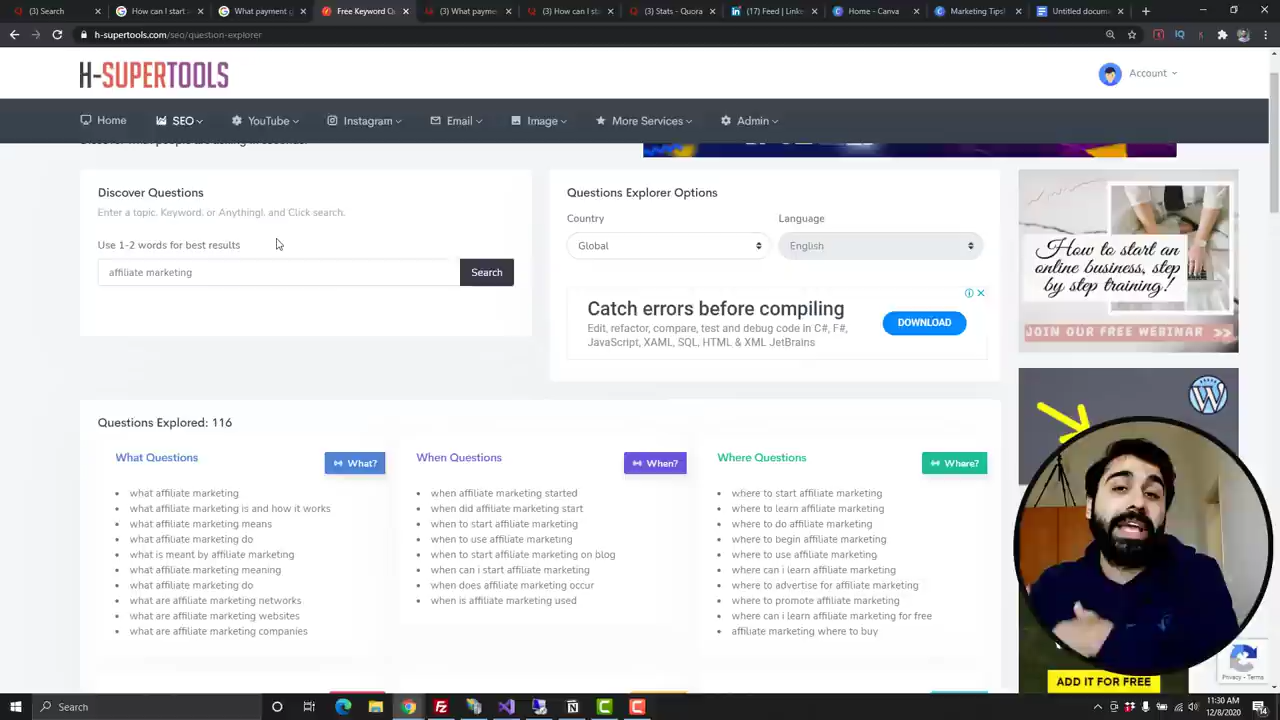 (3) Search
How can I start
What payment
Free Keyword C
(3) What payme
(3) How can I st
(3) Stats - Quora
(17) Feed | Linke
Home - Canva
Marketing Tips
Untitled docum
h-supertools.com/seo/question-explorer
H-SUPERTOOLS
Account
Home
SEO
YouTube
Instagram
Email
Image
More Services
Admin
Discover what people are asking in seconds!
Discover Questions
Enter a topic. Keyword. or Anything!. and Click search.
Use 1-2 words for best results
affiliate marketing
Search
Questions Explorer Options
Country
Language
Global
English
Catch errors before compiling
Edit, refactor, compare, test and debug code in C#, F#,
JavaScript, XAML, SQL, HTML & XML JetBrains
DOWNLOAD
How to start an
online business, step
by step training!
JOIN OUR FREE WEBINAR >>
Questions Explored: 116
What Questions
What?
what affiliate marketing
what affiliate marketing is and how it works
what affiliate marketing means
what affiliate marketing do
what is meant by affiliate marketing
what affiliate marketing meaning
what affiliate marketing do
what are affiliate marketing networks
what are affiliate marketing websites
what are affiliate marketing companies
When Questions
When?
when affiliate marketing started
when did affiliate marketing start
when to start affiliate marketing
when to use affiliate marketing
when to start affiliate marketing on blog
when can i start affiliate marketing
when does affiliate marketing occur
when is affiliate marketing used
Where Questions
Where?
where to start affiliate marketing
where to learn affiliate marketing
where to do affiliate marketing
where to begin affiliate marketing
where to use affiliate marketing
where can i learn affiliate marketing
where to advertise for affiliate marketing
where to promote affiliate marketing
where can i learn affiliate marketing for free
affiliate marketing where to buy
ADD IT FOR FREE
Privacy - Terms
Search
11:30 AM
12/8/2020